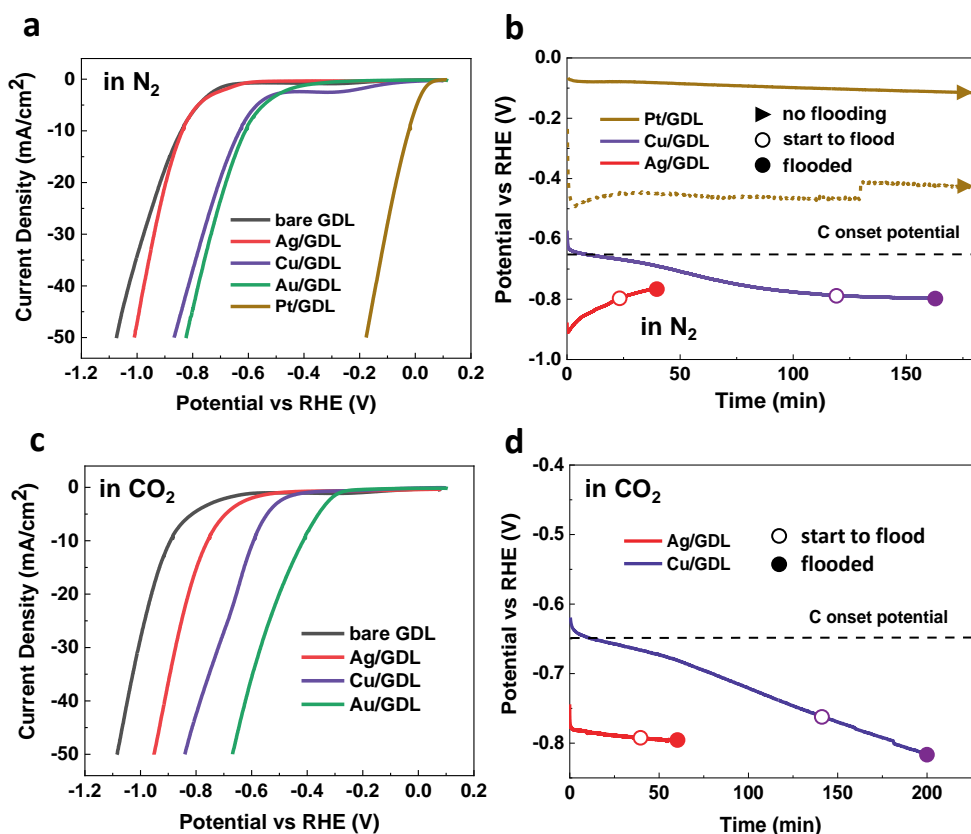 a
in N₂
Current Density (mA/cm²)
0
-10
-20
-30
-40
-50
bare GDL
Ag/GDL
Cu/GDL
Au/GDL
Pt/GDL
-1.2 -1.0 -0.8 -0.6 -0.4 -0.2 0.0 0.2
Potential vs RHE (V)
b
Potential vs RHE (V)
0.0
-0.2
-0.4
-0.6
-0.8
-1.0
Pt/GDL
Cu/GDL
Ag/GDL
no flooding
start to flood
flooded
C onset potential
in N₂
0 50 100 150
Time (min)
c
in CO₂
Current Density (mA/cm²)
0
-10
-20
-30
-40
-50
bare GDL
Ag/GDL
Cu/GDL
Au/GDL
-1.2 -1.0 -0.8 -0.6 -0.4 -0.2 0.0 0.2
Potential vs RHE (V)
d
in CO₂
Potential vs RHE (V)
-0.4
-0.5
-0.6
-0.7
-0.8
Ag/GDL
Cu/GDL
start to flood
flooded
C onset potential
0 50 100 150 200
Time (min)